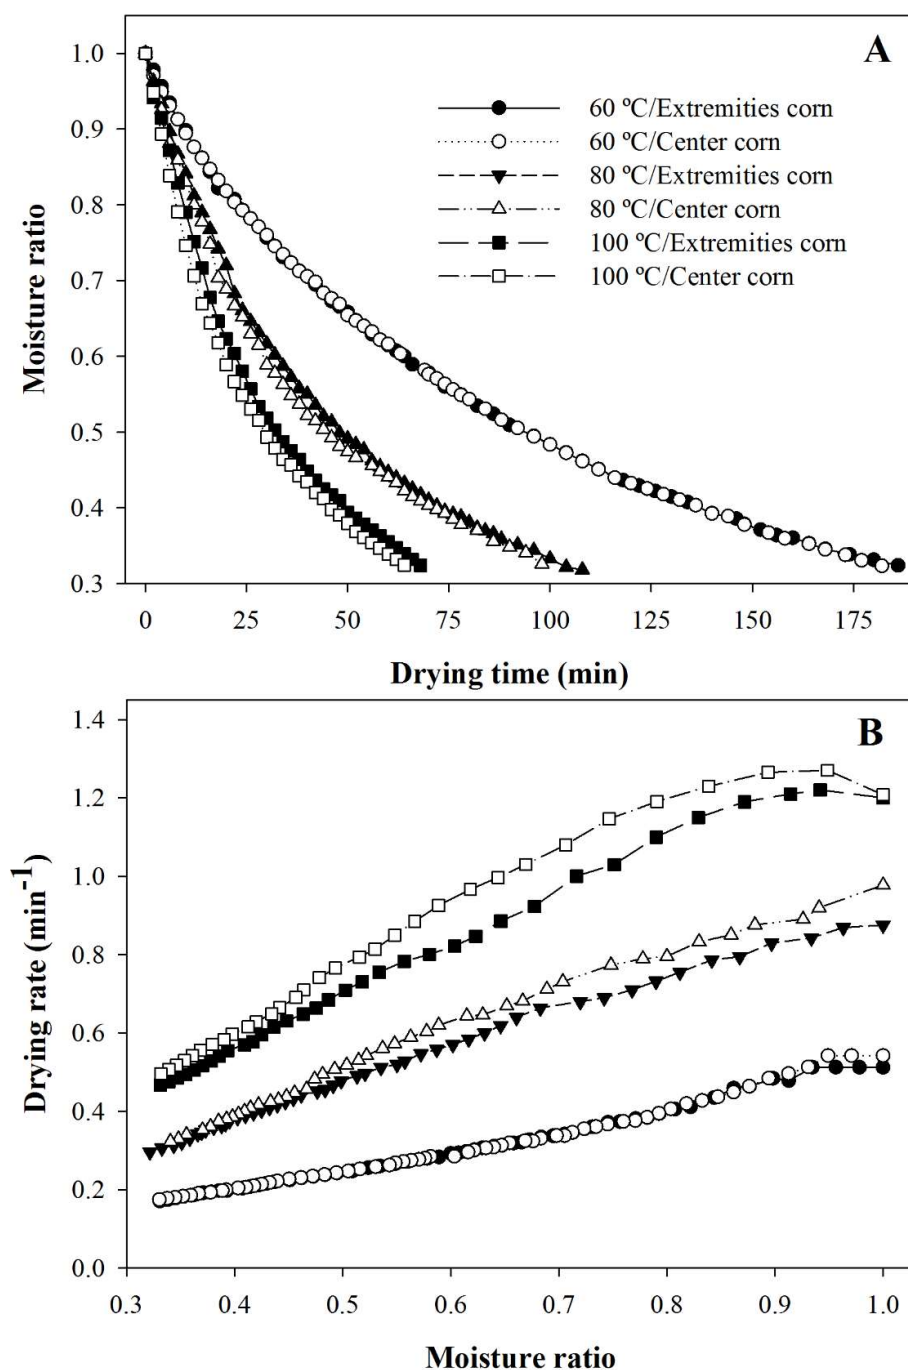 A
1.0
0.9
0.8
0.7
0.6
0.5
0.4
0.3
Moisture ratio
60 ºC/Extremities corn
60 ºC/Center corn
80 ºC/Extremities corn
80 ºC/Center corn
100 ºC/Extremities corn
100 ºC/Center corn
0 25 50 75 100 125 150 175
Drying time (min)
B
1.4
1.2
1.0
0.8
0.6
0.4
0.2
0.0
Drying rate (min⁻¹)
0.3 0.4 0.5 0.6 0.7 0.8 0.9 1.0
Moisture ratio